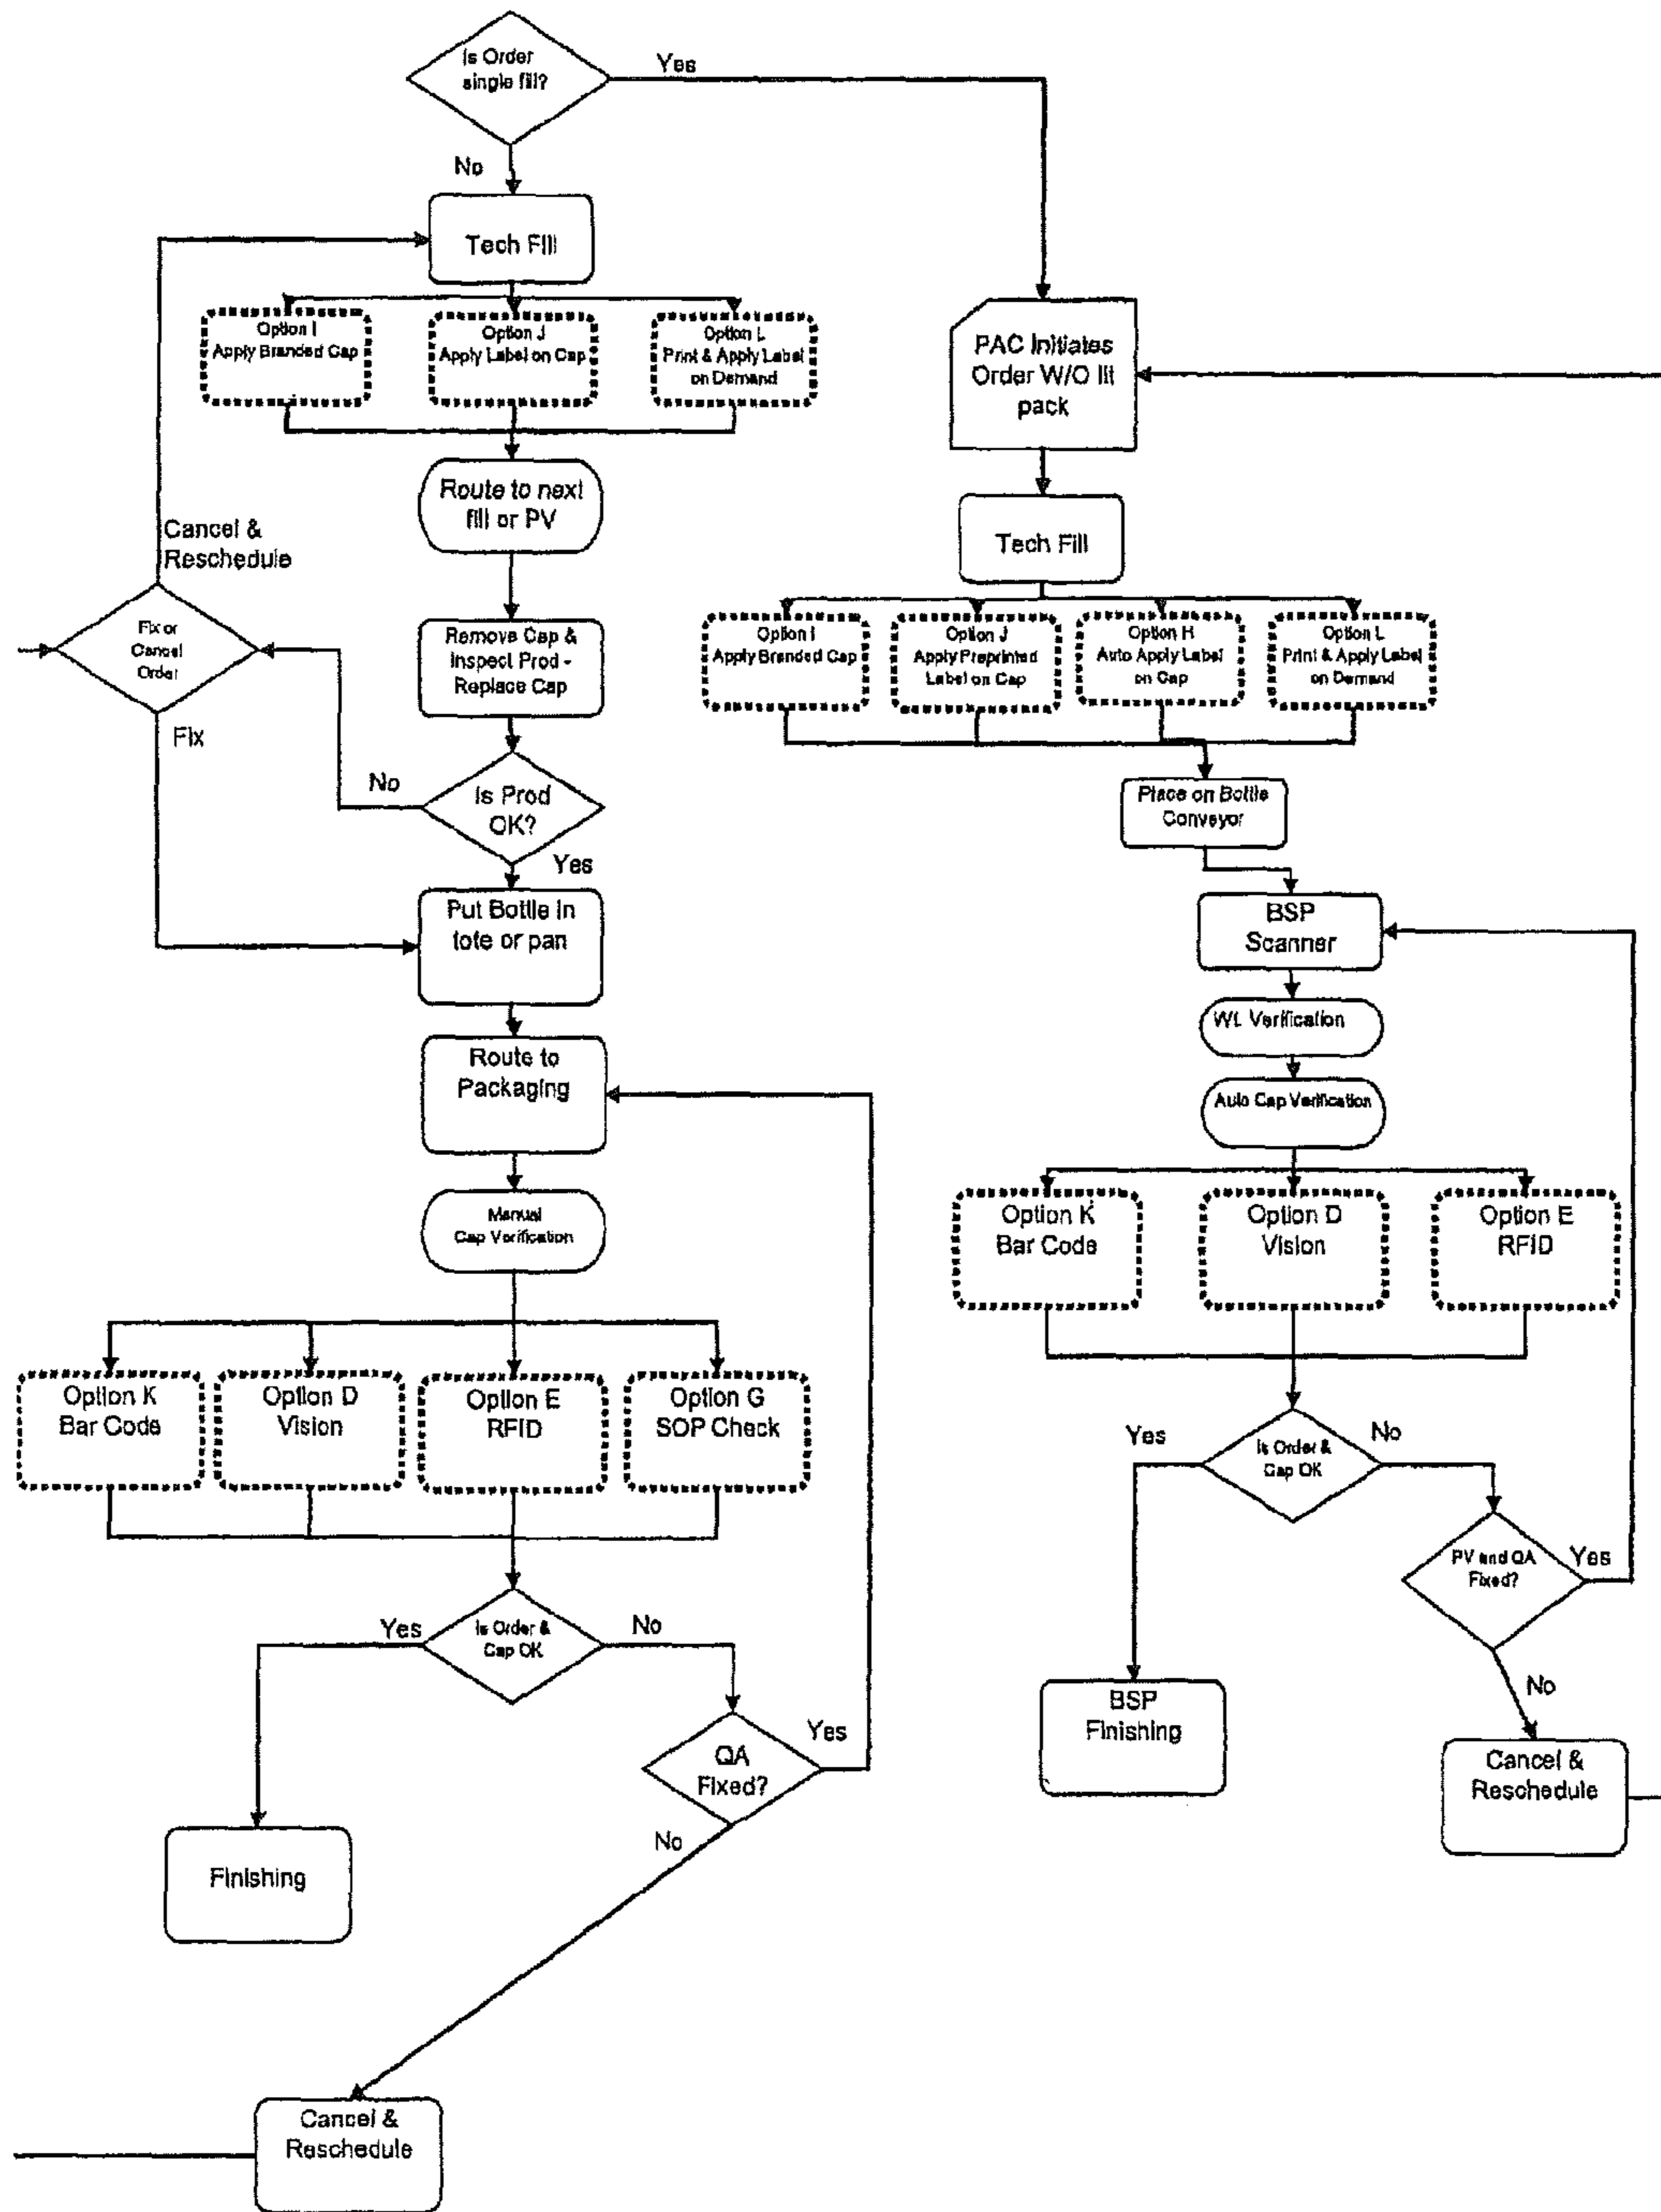 Is Order
single fill?
Yes
No
Tech Fill
Option I
Apply Branded Cap
Option J
Apply Label on Cap
Option L
Print & Apply Label
on Demand
PAC Initiates
Order W/O lit
pack
Route to next
fill or PV
Tech Fill
Cancel &
Reschedule
Fix or
Cancel
Order
Fix
Remove Cap &
Inspect Prod -
Replace Cap
Option I
Apply Branded Cap
Option J
Apply Preprinted
Label on Cap
Option H
Auto Apply Label
on Cap
Option L
Print & Apply Label
on Demand
No
Is Prod
OK?
Yes
Place on Bottle
Conveyor
Put Bottle in
tote or pan
BSP
Scanner
WL Verification
Route to
Packaging
Auto Cap Verification
Manual
Cap Verification
Option K
Bar Code
Option D
Vision
Option E
RFID
Option K
Bar Code
Option D
Vision
Option E
RFID
Option G
SOP Check
Yes
Is Order &
Cap OK
No
PV and QA
Fixed?
Yes
No
Yes
Is Order &
Cap OK
No
QA
Fixed?
Yes
No
BSP
Finishing
Cancel &
Reschedule
Finishing
Cancel &
Reschedule